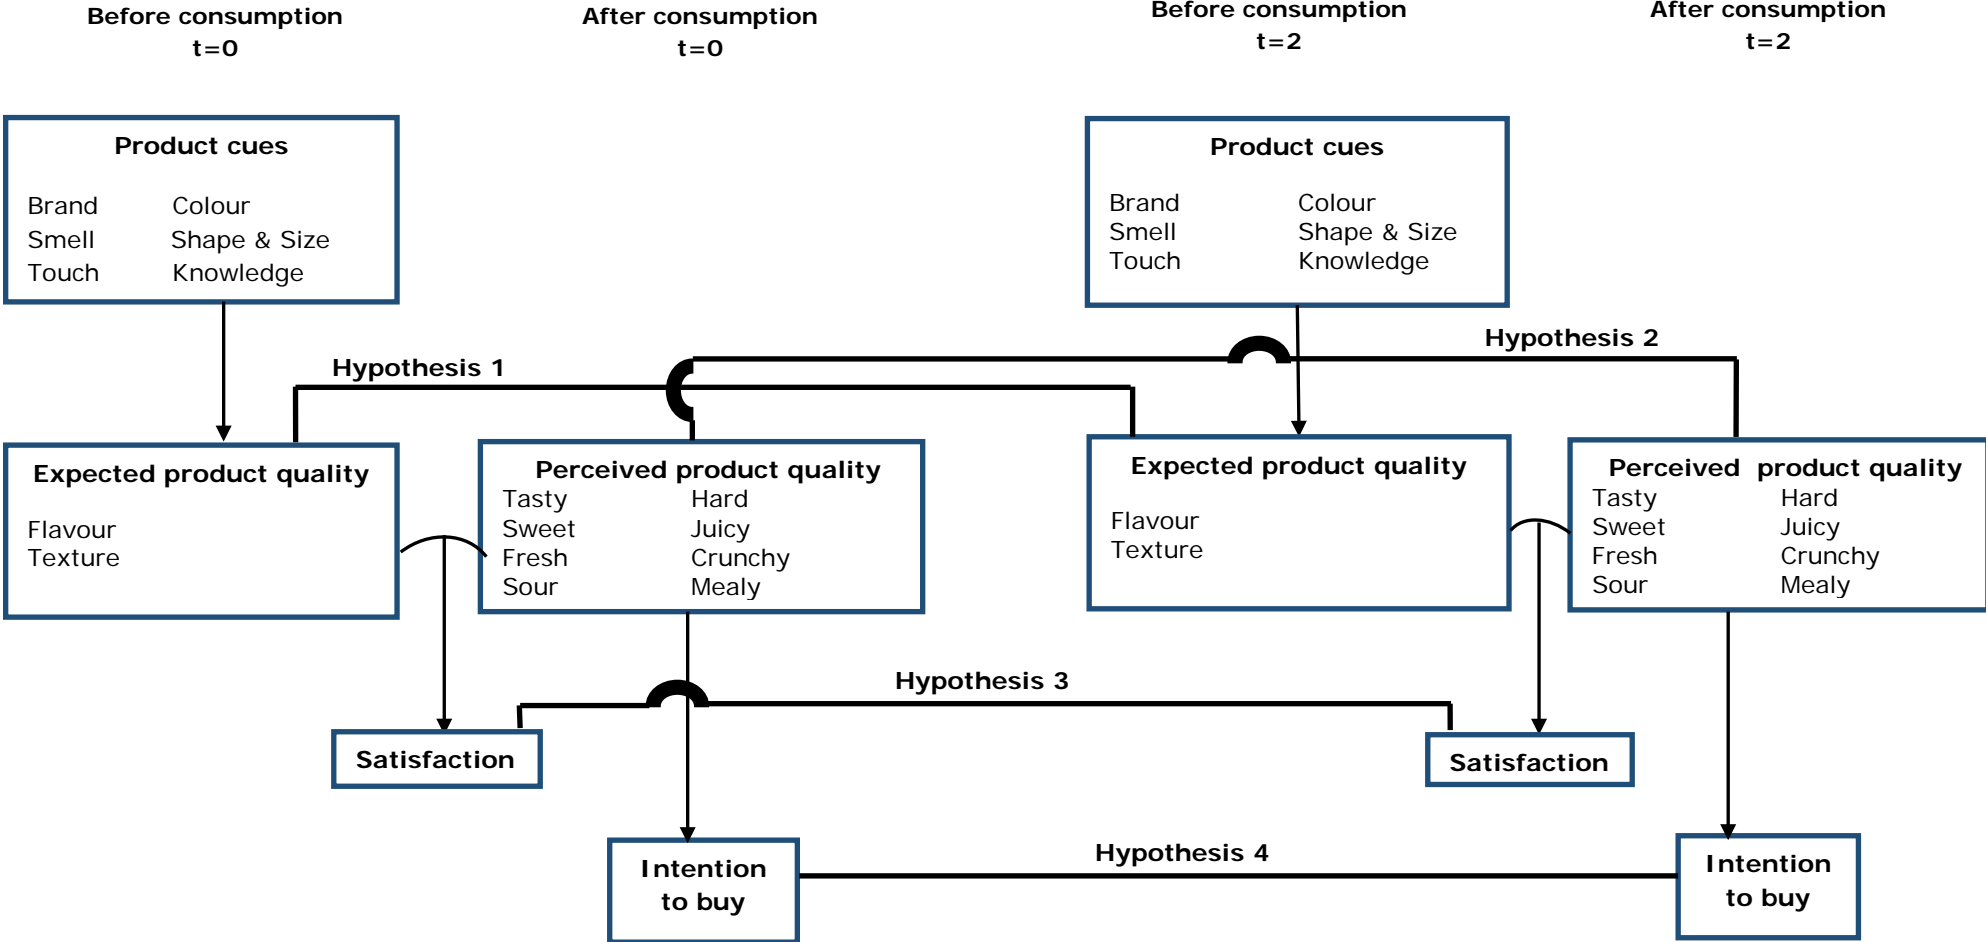 Before consumption
t=0
After consumption
t=0
Before consumption
t=2
After consumption
t=2
Product cues
Brand Colour
Smell Shape & Size
Touch Knowledge
Product cues
Brand Colour
Smell Shape & Size
Touch Knowledge
Hypothesis 1
Hypothesis 2
Expected product quality
Flavour
Texture
Perceived product quality
Tasty Hard
Sweet Juicy
Fresh Crunchy
Sour Mealy
Expected product quality
Flavour
Texture
Perceived product quality
Tasty Hard
Sweet Juicy
Fresh Crunchy
Sour Mealy
Hypothesis 3
Satisfaction
Satisfaction
Hypothesis 4
Intention
to buy
Intention
to buy